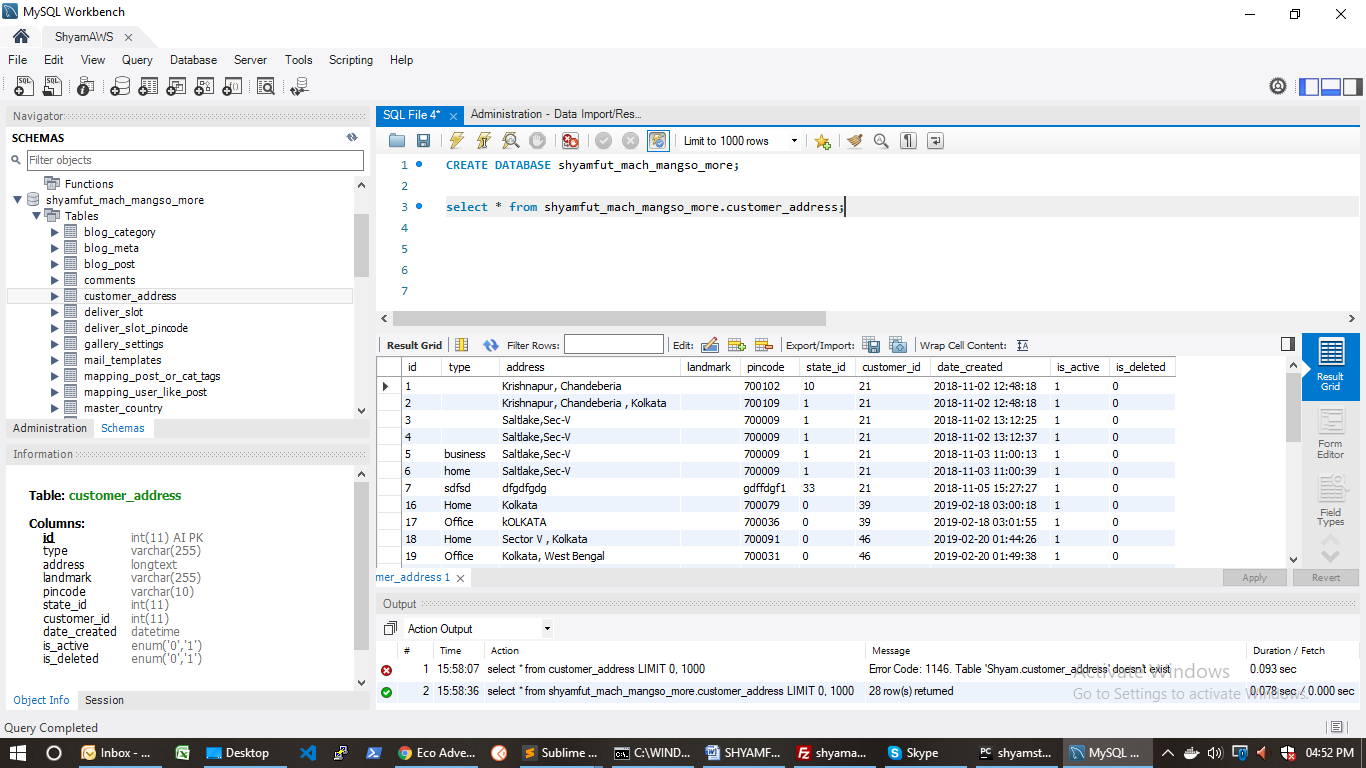 MySQL Workbench
ShyamAWS
File Edit View Query Database Server Tools Scripting Help
Navigator
SCHEMAS
Filter objects
Functions
shyamfut_mach_mangso_more
Tables
blog_category
blog_meta
blog_post
comments
customer_address
deliver_slot
deliver_slot_pincode
gallery_settings
mail_templates
mapping_post_or_cat_tags
mapping_user_like_post
master_country
Administration Schemas
Information
Table: customer_address
Columns:
id int(11) AI PK
type varchar(255)
address longtext
landmark varchar(255)
pincode varchar(10)
state_id int(11)
customer_id int(11)
date_created datetime
is_active enum('0','1')
is_deleted enum('0','1')
Object Info Session
Query Completed
SQL File 4* Administration - Data Import/Res...
Limit to 1000 rows
1 CREATE DATABASE shyamfut_mach_mangso_more;
2
3 select * from shyamfut_mach_mangso_more.customer_address;
4
5
6
7
Result Grid Filter Rows: Edit: Export/Import: Wrap Cell Content:
id type address landmark pincode state_id customer_id date_created is_active is_deleted
1 Krishnapur, Chandeberia 700102 10 21 2018-11-02 12:48:18 1 0
2 Krishnapur, Chandeberia , Kolkata 700109 1 21 2018-11-02 12:48:18 1 0
3 Saltlake,Sec-V 700009 1 21 2018-11-02 13:12:25 1 0
4 Saltlake,Sec-V 700009 1 21 2018-11-02 13:12:37 1 0
5 business Saltlake,Sec-V 700009 1 21 2018-11-03 11:00:13 1 0
6 home Saltlake,Sec-V 700009 1 21 2018-11-03 11:00:39 1 0
7 sdfsd dfgdfgdg gdffdgf1 33 21 2018-11-05 15:27:27 1 0
16 Home Kolkata 700079 0 39 2019-02-18 03:00:18 1 0
17 Office kOLKATA 700036 0 39 2019-02-18 03:01:55 1 0
18 Home Sector V , Kolkata 700091 0 46 2019-02-20 01:44:26 1 0
19 Office Kolkata, West Bengal 700031 0 46 2019-02-20 01:49:38 1 0
Result Grid
Form Editor
Field Types
mer_address 1 Apply Revert
Output
Action Output
# Time Action Message Duration / Fetch
1 15:58:07 select * from customer_address LIMIT 0, 1000 Error Code: 1146. Table 'Shyam.customer_address' doesn't exist 0.093 sec
2 15:58:36 select * from shyamfut_mach_mangso_more.customer_address LIMIT 0, 1000 28 row(s) returned 0.078 sec / 0.000 sec
Activate Windows
Go to Settings to activate Windows.
Inbox - ... Desktop Eco Adve... Sublime ... C:\WIND... SHYAMF... shyama... Skype shyamst... MySQL ... 04:52 PM